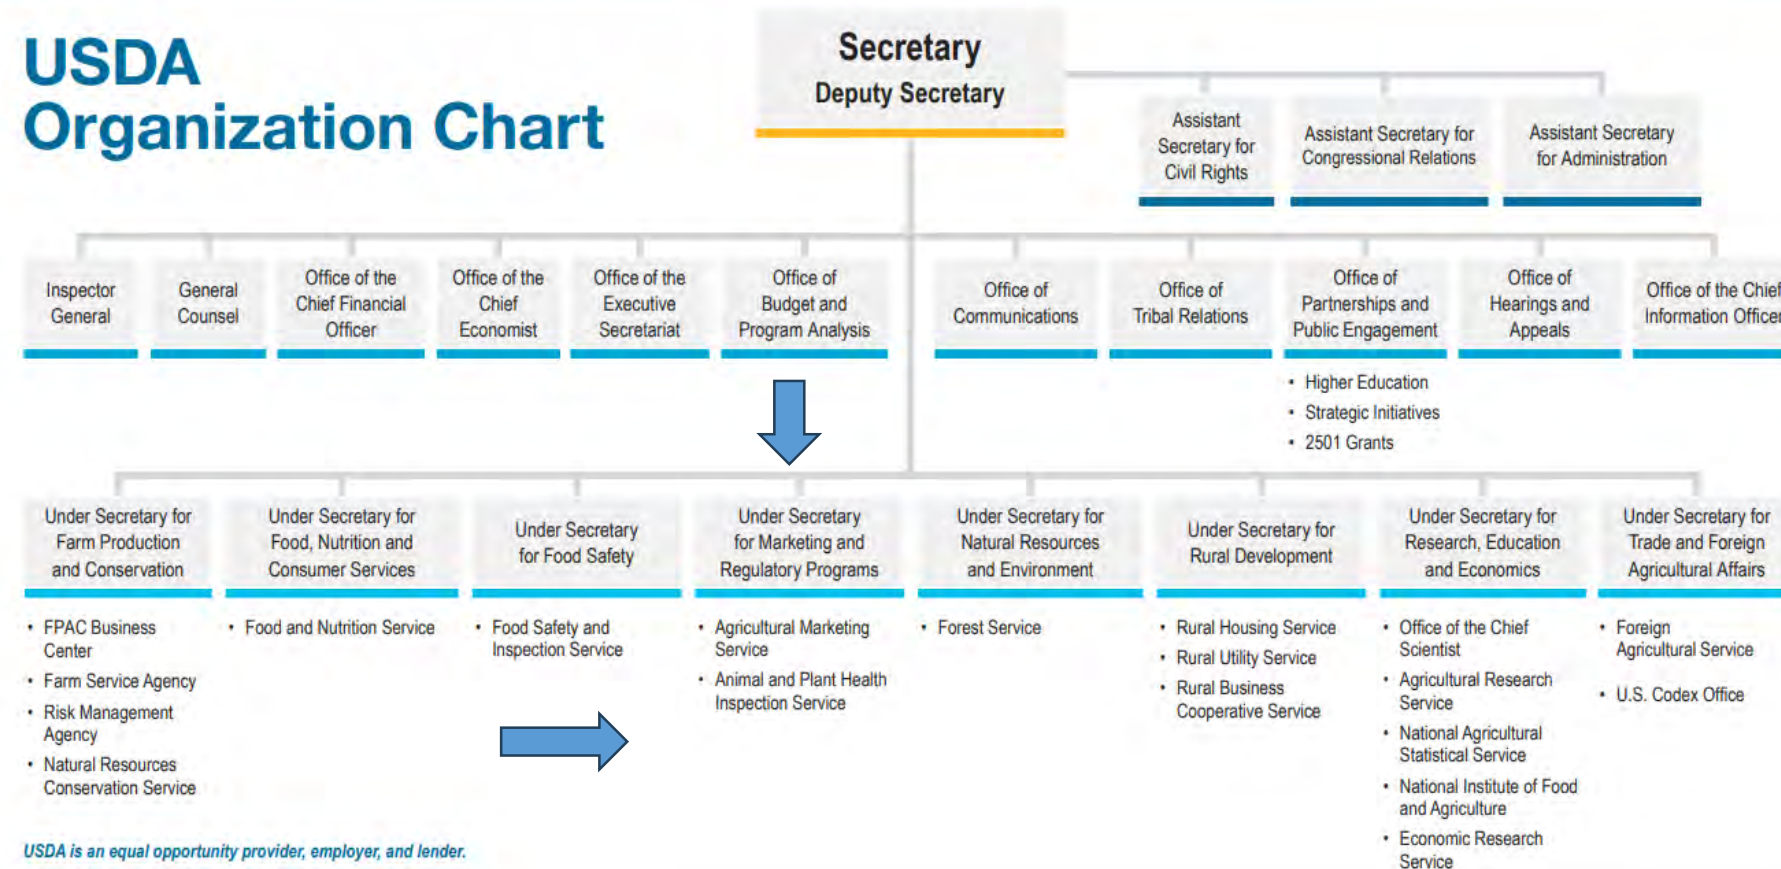 USDA
Organization Chart
Secretary
Deputy Secretary
Assistant
Secretary for
Civil Rights
Assistant Secretary for
Congressional Relations
Assistant Secretary
for Administration
Inspector
General
General
Counsel
Office of the
Chief Financial
Officer
Office of the
Chief
Economist
Office of the
Executive
Secretariat
Office of
Budget and
Program Analysis
Office of
Communications
Office of
Tribal Relations
Office of
Partnerships and
Public Engagement
• Higher Education
• Strategic Initiatives
• 2501 Grants
Office of
Hearings and
Appeals
Office of the Chief
Information Officer
Under Secretary for
Farm Production
and Conservation
• FPAC Business
Center
• Farm Service Agency
• Risk Management
Agency
• Natural Resources
Conservation Service
Under Secretary for
Food, Nutrition and
Consumer Services
• Food and Nutrition Service
Under Secretary
for Food Safety
• Food Safety and
Inspection Service
Under Secretary
for Marketing and
Regulatory Programs
• Agricultural Marketing
Service
• Animal and Plant Health
Inspection Service
Under Secretary for
Natural Resources
and Environment
• Forest Service
Under Secretary for
Rural Development
• Rural Housing Service
• Rural Utility Service
• Rural Business
Cooperative Service
Under Secretary for
Research, Education
and Economics
• Office of the Chief
Scientist
• Agricultural Research
Service
• National Agricultural
Statistical Service
• National Institute of Food
and Agriculture
• Economic Research
Service
Under Secretary for
Trade and Foreign
Agricultural Affairs
• Foreign
Agricultural Service
• U.S. Codex Office
USDA is an equal opportunity provider, employer, and lender.